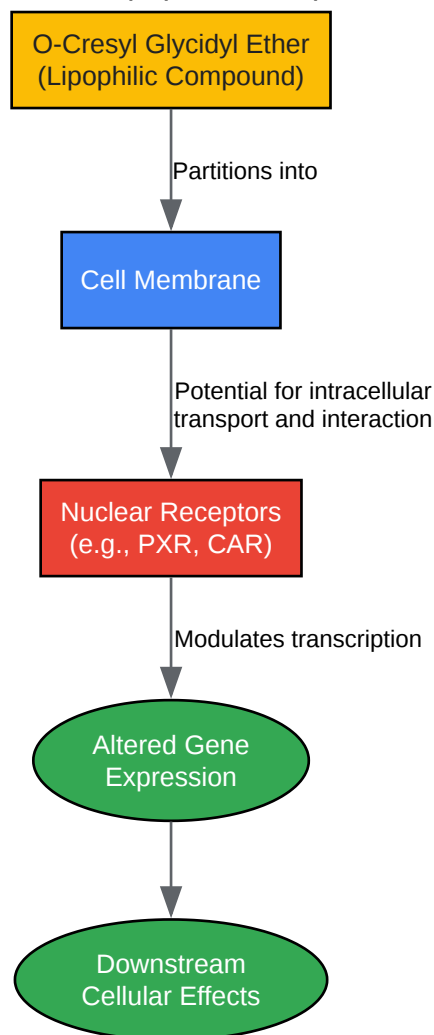 O-Cresyl Glycidyl Ether
(Lipophilic Compound)
Partitions into
Cell Membrane
Potential for intracellular
transport and interaction
Nuclear Receptors
(e.g., PXR, CAR)
Modulates transcription
Altered Gene
Expression
Downstream
Cellular Effects